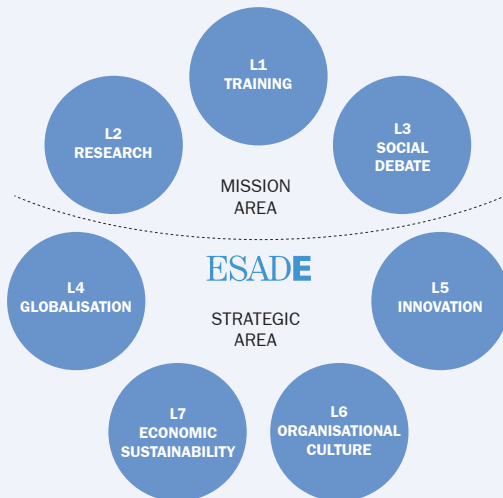 L1
TRAINING
L2
RESEARCH
L3
SOCIAL
DEBATE
MISSION
AREA
ESADE
L4
GLOBALISATION
L5
INNOVATION
STRATEGIC
AREA
L7
ECONOMIC
SUSTAINABILITY
L6
ORGANISATIONAL
CULTURE